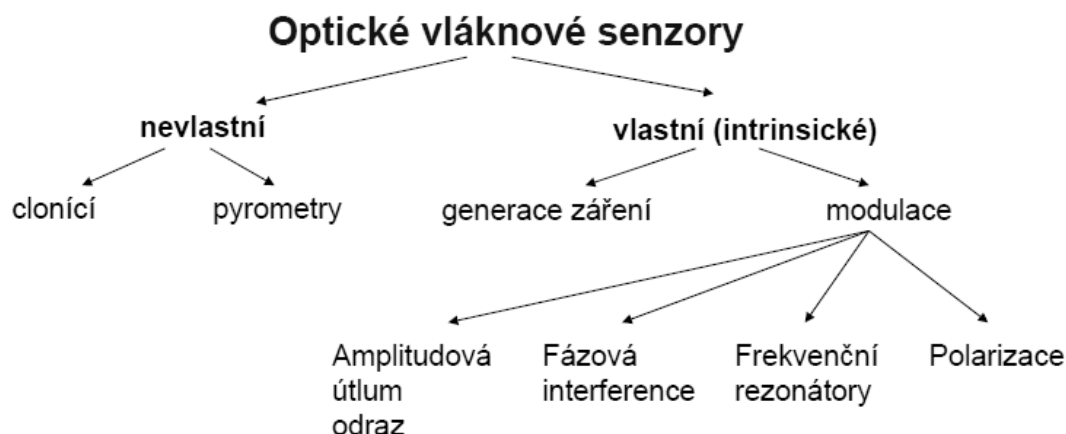 Optické vláknové senzory
nevlastní
vlastní (intrinsické)
clonící
pyrometry
generace záření
modulace
Amplitudová
útlum
odraz
Fázová
interference
Frekvenční
rezonátory
Polarizace